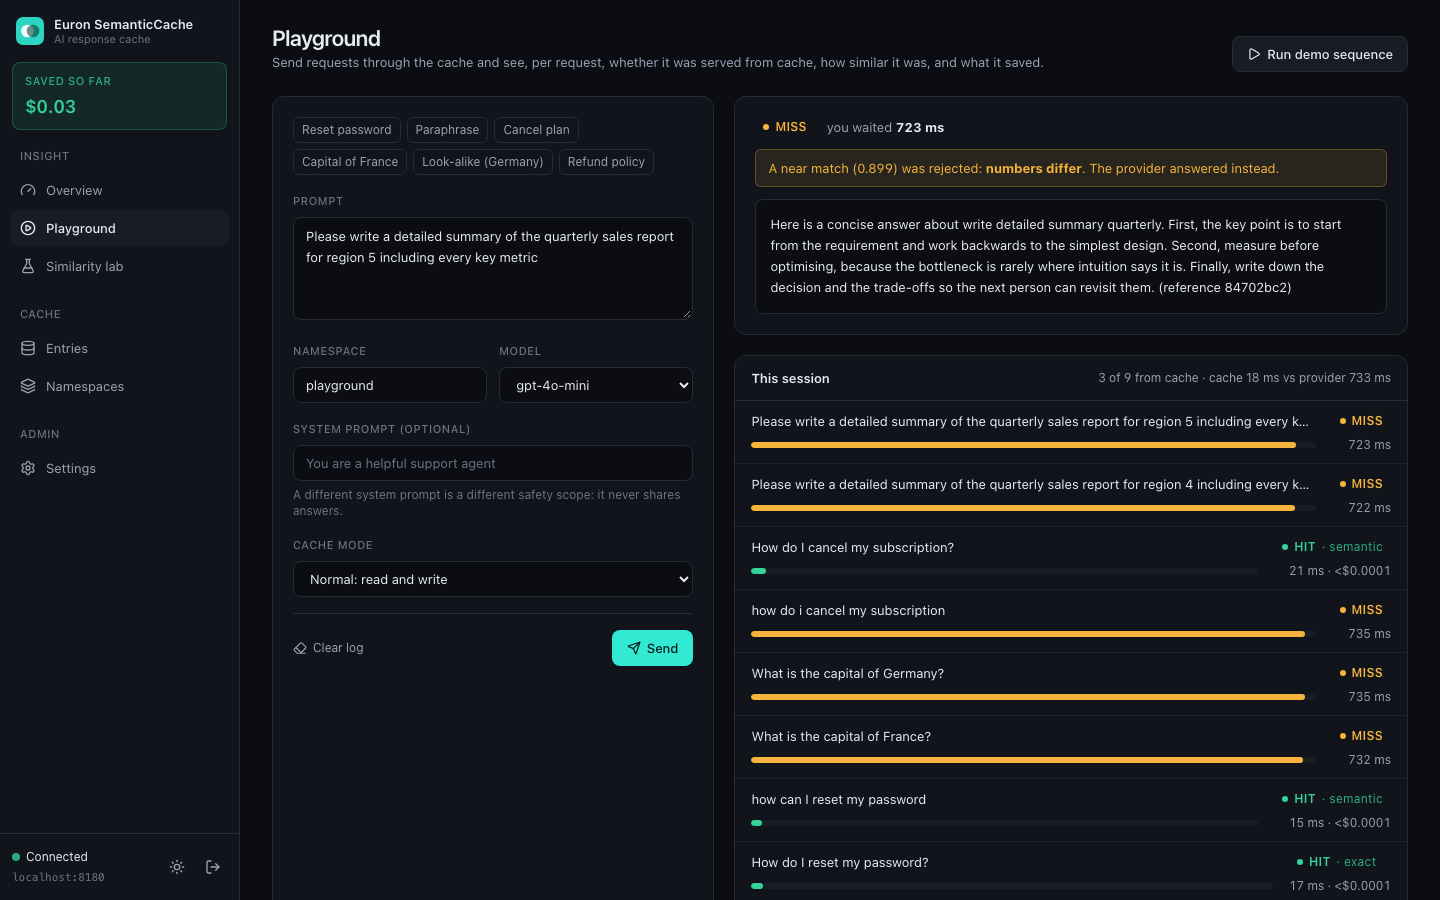 Euron SemanticCache
AI response cache
SAVED SO FAR
$0.03
INSIGHT
Overview
Playground
Similarity lab
CACHE
Entries
Namespaces
ADMIN
Settings
Connected
localhost:8180
Playground
Send requests through the cache and see, per request, whether it was served from cache, how similar it was, and what it saved.
Run demo sequence
Reset password
Paraphrase
Cancel plan
Capital of France
Look-alike (Germany)
Refund policy
PROMPT
Please write a detailed summary of the quarterly sales report
for region 5 including every key metric
NAMESPACE
MODEL
playground
gpt-4o-mini
SYSTEM PROMPT (OPTIONAL)
You are a helpful support agent
A different system prompt is a different safety scope: it never shares
answers.
CACHE MODE
Normal: read and write
Clear log
Send
MISS you waited 723 ms
A near match (0.899) was rejected: numbers differ. The provider answered instead.
Here is a concise answer about write detailed summary quarterly. First, the key point is to start
from the requirement and work backwards to the simplest design. Second, measure before
optimising, because the bottleneck is rarely where intuition says it is. Finally, write down the
decision and the trade-offs so the next person can revisit them. (reference 84702bc2)
This session
3 of 9 from cache · cache 18 ms vs provider 733 ms
Please write a detailed summary of the quarterly sales report for region 5 including every k...
MISS
723 ms
Please write a detailed summary of the quarterly sales report for region 4 including every k...
MISS
722 ms
How do I cancel my subscription?
HIT · semantic
21 ms · <$0.0001
how do i cancel my subscription
MISS
735 ms
What is the capital of Germany?
MISS
735 ms
What is the capital of France?
MISS
732 ms
how can I reset my password
HIT · semantic
15 ms · <$0.0001
How do I reset my password?
HIT · exact
17 ms · <$0.0001